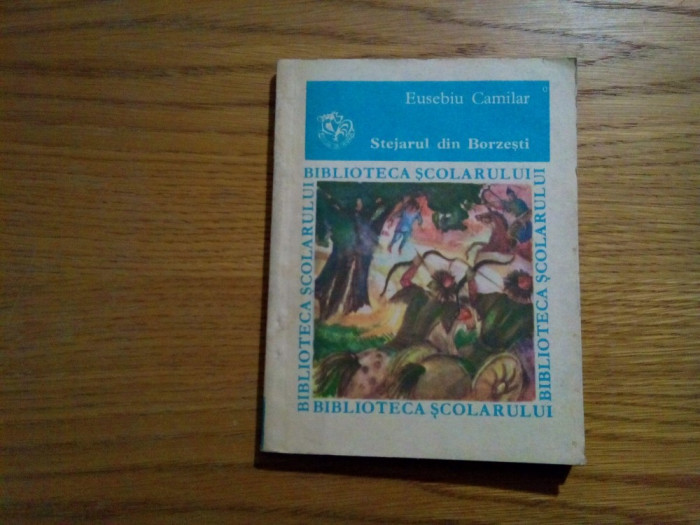 Eusebiu Camilar
Stejarul din Borzești
BIBLIOTECA ȘCOLARULUI
BIBLIOTECA ȘCOLARULUI
BIBLIOTECA ȘCOLARULUI
BIBLIOTECA ȘCOLARULUI